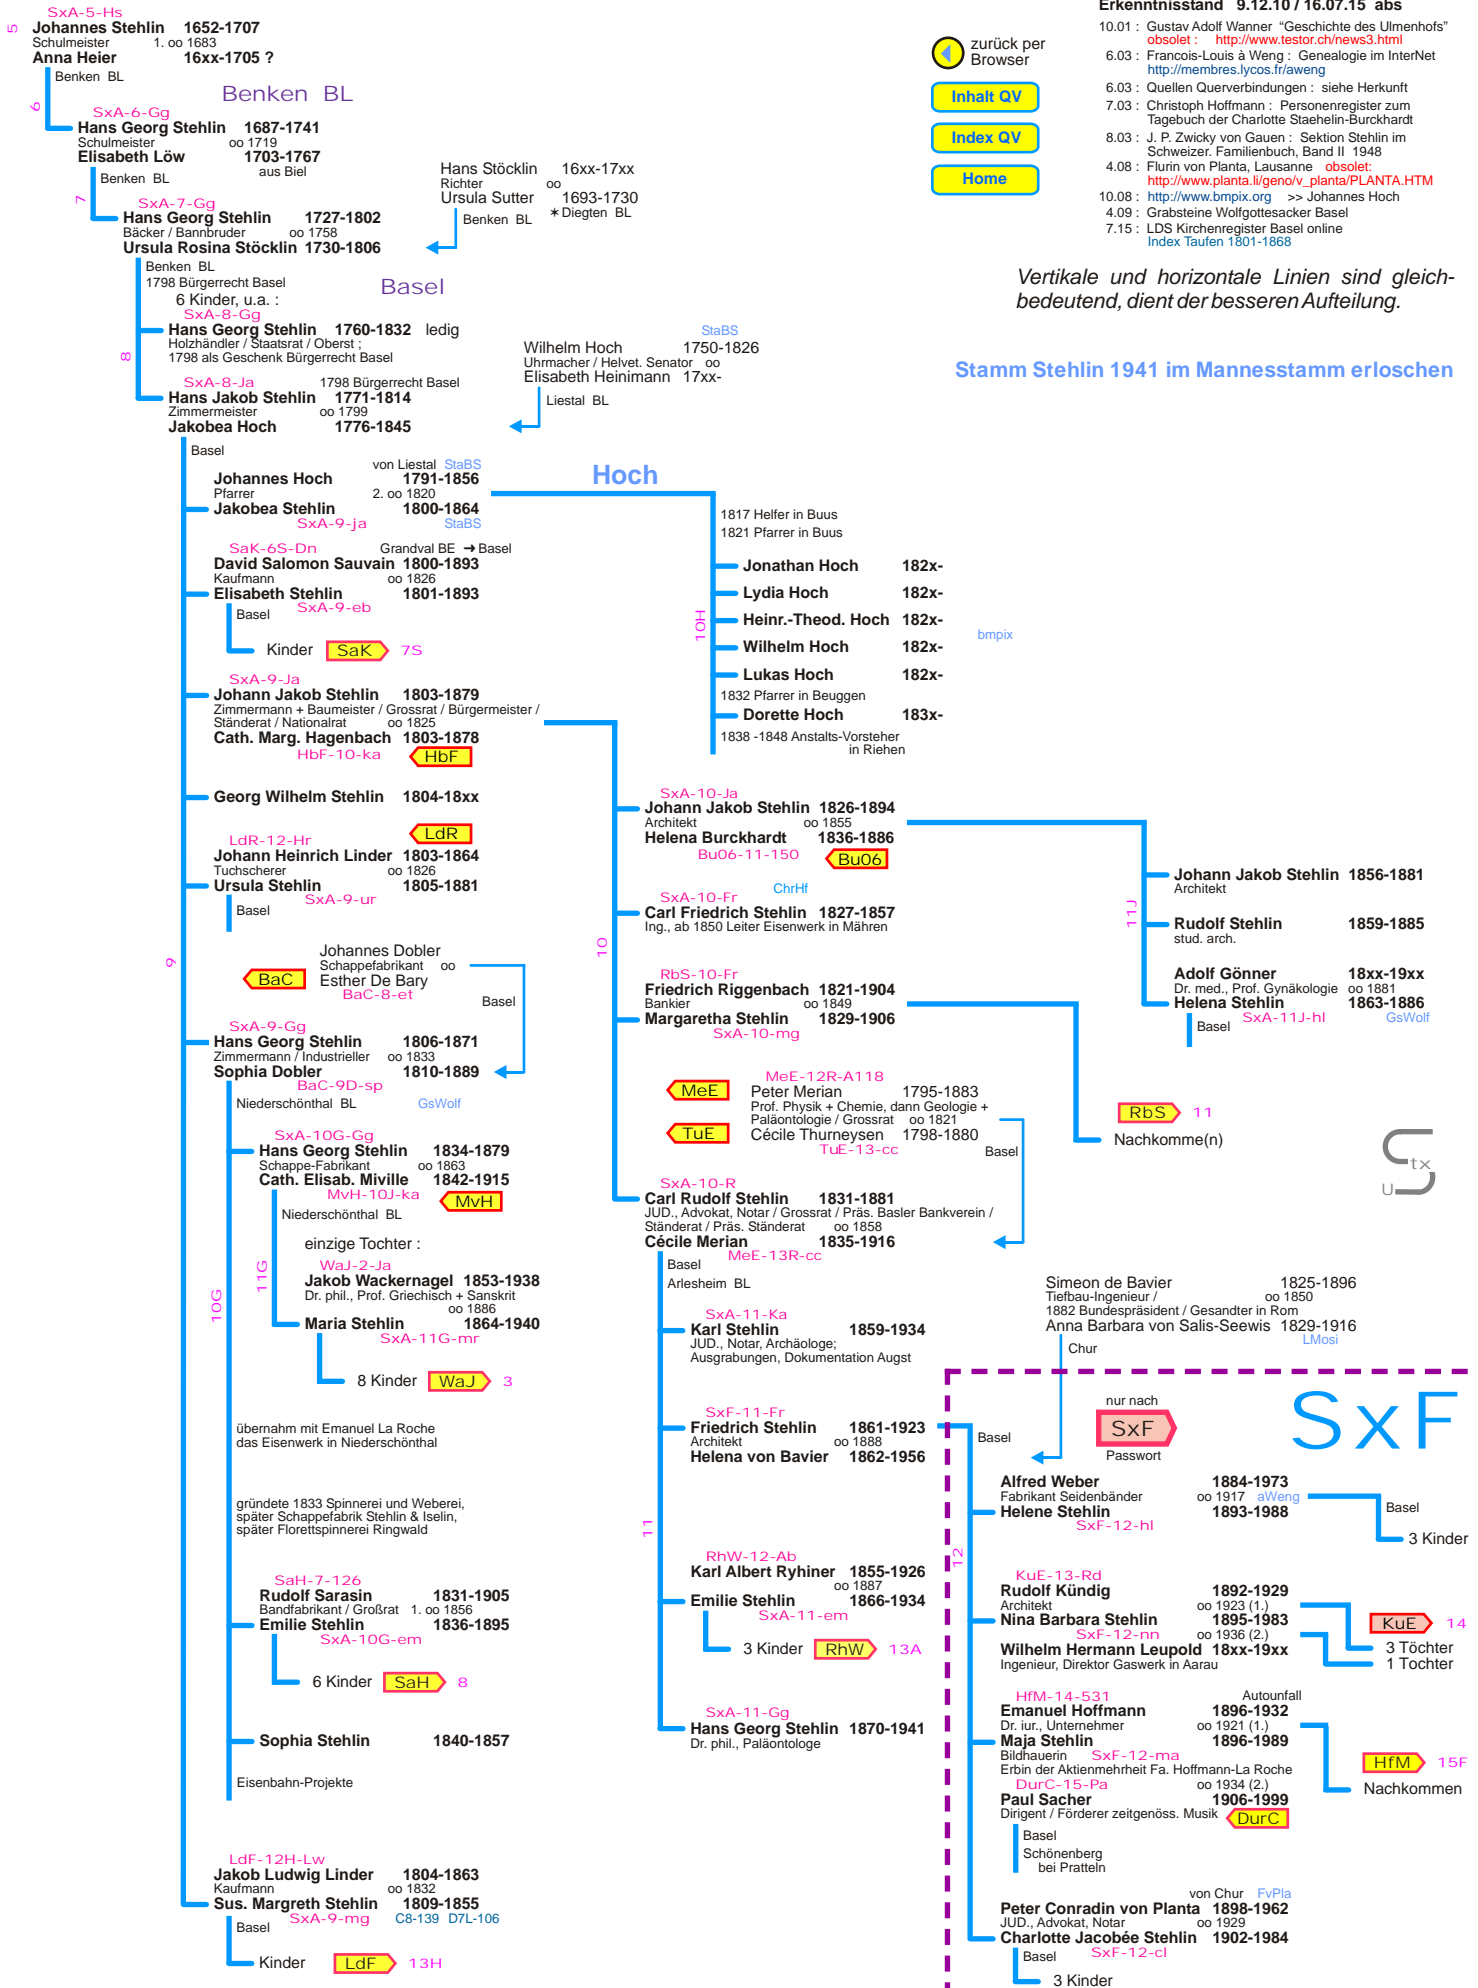 5
SxA-5-Hs
Johannes Stehlin 1652-1707
Schulmeister 1. oo 1683
Anna Heier 16xx-1705 ?
Benken BL
6
Benken BL
SxA-6-Gg
Hans Georg Stehlin 1687-1741
Schulmeister oo 1719
Elisabeth Löw 1703-1767
aus Biel
Benken BL
7
Hans Stöcklin 16xx-17xx
Richter oo
Ursula Sutter 1693-1730
Benken BL ∗Diegten BL
SxA-7-Gg
Hans Georg Stehlin 1727-1802
Bäcker / Bannbruder oo 1758
Ursula Rosina Stöcklin 1730-1806
Benken BL
1798 Bürgerrecht Basel
6 Kinder, u.a. :
Basel
8
SxA-8-Gg
Hans Georg Stehlin 1760-1832 ledig
Holzhändler / Staatsrat / Oberst ;
1798 als Geschenk Bürgerrecht Basel
StaBS
Wilhelm Hoch 1750-1826
Uhrmacher / Helvet. Senator oo
Elisabeth Heinimann 17xx-
Liestal BL
SxA-8-Ja 1798 Bürgerrecht Basel
Hans Jakob Stehlin 1771-1814
Zimmermeister oo 1799
Jakobea Hoch 1776-1845
Basel
9
von Liestal StaBS
Johannes Hoch 1791-1856
Pfarrer 2. oo 1820
Jakobea Stehlin 1800-1864
SxA-9-ja StaBS
SaK-6S-Dn Grandval BE ➔ Basel
David Salomon Sauvain 1800-1893
Kaufmann oo 1826
Elisabeth Stehlin 1801-1893
Basel SxA-9-eb
Kinder SaK 7S
SxA-9-Ja
Johann Jakob Stehlin 1803-1879
Zimmermann + Baumeister / Grossrat / Bürgermeister /
Ständerat / Nationalrat oo 1825
Cath. Marg. Hagenbach 1803-1878
HbF-10-ka HbF
Georg Wilhelm Stehlin 1804-18xx
LdR
LdR-12-Hr
Johann Heinrich Linder 1803-1864
Tuchscherer oo 1826
Ursula Stehlin 1805-1881
SxA-9-ur
Basel
Johannes Dobler
Schappefabrikant oo
BaC Esther De Bary
BaC-8-et
Basel
SxA-9-Gg
Hans Georg Stehlin 1806-1871
Zimmermann / Industrieller oo 1833
Sophia Dobler 1810-1889
BaC-9D-sp
Niederschönthal BL GsWolf
10G
SxA-10G-Gg
Hans Georg Stehlin 1834-1879
Schappe-Fabrikant oo 1863
Cath. Elisab. Miville 1842-1915
MvH-10J-ka MvH
Niederschönthal BL
einzige Tochter :
11G
WaJ-2-Ja
Jakob Wackernagel 1853-1938
Dr. phil., Prof. Griechisch + Sanskrit
oo 1886
Maria Stehlin 1864-1940
SxA-11G-mr
8 Kinder WaJ 3
übernahm mit Emanuel La Roche
das Eisenwerk in Niederschönthal
gründete 1833 Spinnerei und Weberei,
später Schappefabrik Stehlin & Iselin,
später Florettspinnerei Ringwald
SaH-7-126
Rudolf Sarasin 1831-1905
Bandfabrikant / Großrat 1. oo 1856
Emilie Stehlin 1836-1895
SxA-10G-em
6 Kinder SaH 8
Sophia Stehlin 1840-1857
Eisenbahn-Projekte
LdF-12H-Lw
Jakob Ludwig Linder 1804-1863
Kaufmann oo 1832
Sus. Margreth Stehlin 1809-1855
SxA-9-mg C8-139 D7L-106
Basel
Kinder LdF 13H
Hoch
1817 Helfer in Buus
1821 Pfarrer in Buus
10H
Jonathan Hoch 182x-
Lydia Hoch 182x-
Heinr.-Theod. Hoch 182x-
bmpix
Wilhelm Hoch 182x-
Lukas Hoch 182x-
1832 Pfarrer in Beuggen
Dorette Hoch 183x-
1838 -1848 Anstalts-Vorsteher
in Riehen
10
SxA-10-Ja
Johann Jakob Stehlin 1826-1894
Architekt oo 1855
Helena Burckhardt 1836-1886
Bu06-11-150 Bu06
ChrHf
SxA-10-Fr
Carl Friedrich Stehlin 1827-1857
Ing., ab 1850 Leiter Eisenwerk in Mähren
RbS-10-Fr
Friedrich Riggenbach 1821-1904
Bankier oo 1849
Margaretha Stehlin 1829-1906
SxA-10-mg
MeE-12R-A118
MeE Peter Merian 1795-1883
Prof. Physik + Chemie, dann Geologie +
Paläontologie / Grossrat oo 1821
TuE Cécile Thurneysen 1798-1880
TuE-13-cc
Basel
SxA-10-R
Carl Rudolf Stehlin 1831-1881
JUD., Advokat, Notar / Grossrat / Präs. Basler Bankverein /
Ständerat / Präs. Ständerat oo 1858
Cécile Merian 1835-1916
MeE-13R-cc
Basel
Arlesheim BL
11
SxA-11-Ka
Karl Stehlin 1859-1934
JUD., Notar, Archäologe;
Ausgrabungen, Dokumentation Augst
SxF-11-Fr
Friedrich Stehlin 1861-1923
Architekt oo 1888
Helena von Bavier 1862-1956
RhW-12-Ab
Karl Albert Ryhiner 1855-1926
oo 1887
Emilie Stehlin 1866-1934
SxA-11-em
3 Kinder RhW 13A
SxA-11-Gg
Hans Georg Stehlin 1870-1941
Dr. phil., Paläontologe
11J
Johann Jakob Stehlin 1856-1881
Architekt
Rudolf Stehlin 1859-1885
stud. arch.
Adolf Gönner 18xx-19xx
Dr. med., Prof. Gynäkologie oo 1881
Helena Stehlin 1863-1886
SxA-11J-hl GsWolf
Basel
RbS 11
Nachkomme(n)
tx
U
Simeon de Bavier 1825-1896
Tiefbau-Ingenieur / oo 1850
1882 Bundespräsident / Gesandter in Rom
Anna Barbara von Salis-Seewis 1829-1916
LMosi
Chur
nur nach
SxF
Passwort
SxF
Basel
12
Alfred Weber 1884-1973
Fabrikant Seidenbänder oo 1917 aWeng
Helene Stehlin 1893-1988
SxF-12-hl
Basel
3 Kinder
KuE-13-Rd
Rudolf Kündig 1892-1929
Architekt oo 1923 (1.)
Nina Barbara Stehlin 1895-1983
SxF-12-nn oo 1936 (2.)
Wilhelm Hermann Leupold 18xx-19xx
Ingenieur, Direktor Gaswerk in Aarau
KuE 14
3 Töchter
1 Tochter
HfM-14-531 Autounfall
Emanuel Hoffmann 1896-1932
Dr. iur., Unternehmer oo 1921 (1.)
Maja Stehlin 1896-1989
Bildhauerin SxF-12-ma
Erbin der Aktienmehrheit Fa. Hoffmann-La Roche
DurC-15-Pa oo 1934 (2.)
Paul Sacher 1906-1999
Dirigent / Förderer zeitgenöss. Musik DurC
Basel
Schönenberg
bei Pratteln
HfM 15F
Nachkommen
von Chur FvPla
Peter Conradin von Planta 1898-1962
JUD., Advokat, Notar oo 1929
Charlotte Jacobée Stehlin 1902-1984
Basel SxF-12-cl
3 Kinder
zurück per
Browser
Inhalt QV
Index QV
Home
Erkenntnisstand 9.12.10 / 16.07.15 abs
10.01 : Gustav Adolf Wanner “Geschichte des Ulmenhofs”
obsolet : http://www.testor.ch/news3.html
6.03 : Francois-Louis à Weng : Genealogie im InterNet
http://membres.lycos.fr/aweng
6.03 : Quellen Querverbindungen : siehe Herkunft
7.03 : Christoph Hoffmann : Personenregister zum
Tagebuch der Charlotte Staehelin-Burckhardt
8.03 : J. P. Zwicky von Gauen : Sektion Stehlin im
Schweizer. Familienbuch, Band II 1948
4.08 : Flurin von Planta, Lausanne obsolet:
http://www.planta.li/geno/v_planta/PLANTA.HTM
10.08 : http://www.bmpix.org >> Johannes Hoch
4.09 : Grabsteine Wolfgottesacker Basel
7.15 : LDS Kirchenregister Basel online
Index Taufen 1801-1868
Vertikale und horizontale Linien sind gleich-
bedeutend, dient der besseren Aufteilung.
Stamm Stehlin 1941 im Mannesstamm erloschen